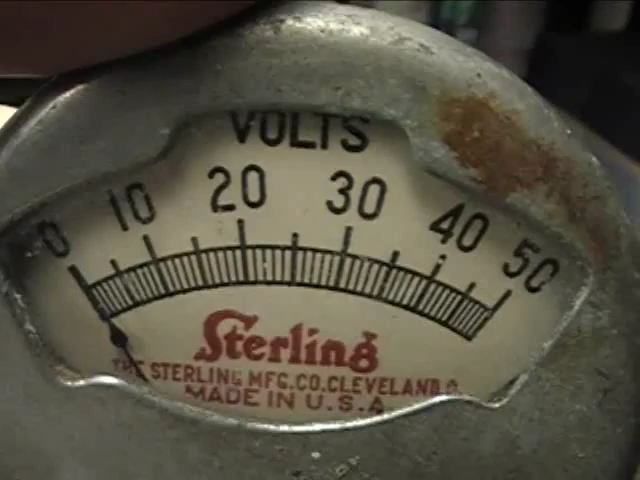 VOLTS
0 10 20 30 40 50
Sterling
THE STERLING MFG.CO.CLEVELAND,O.
MADE IN U.S.A